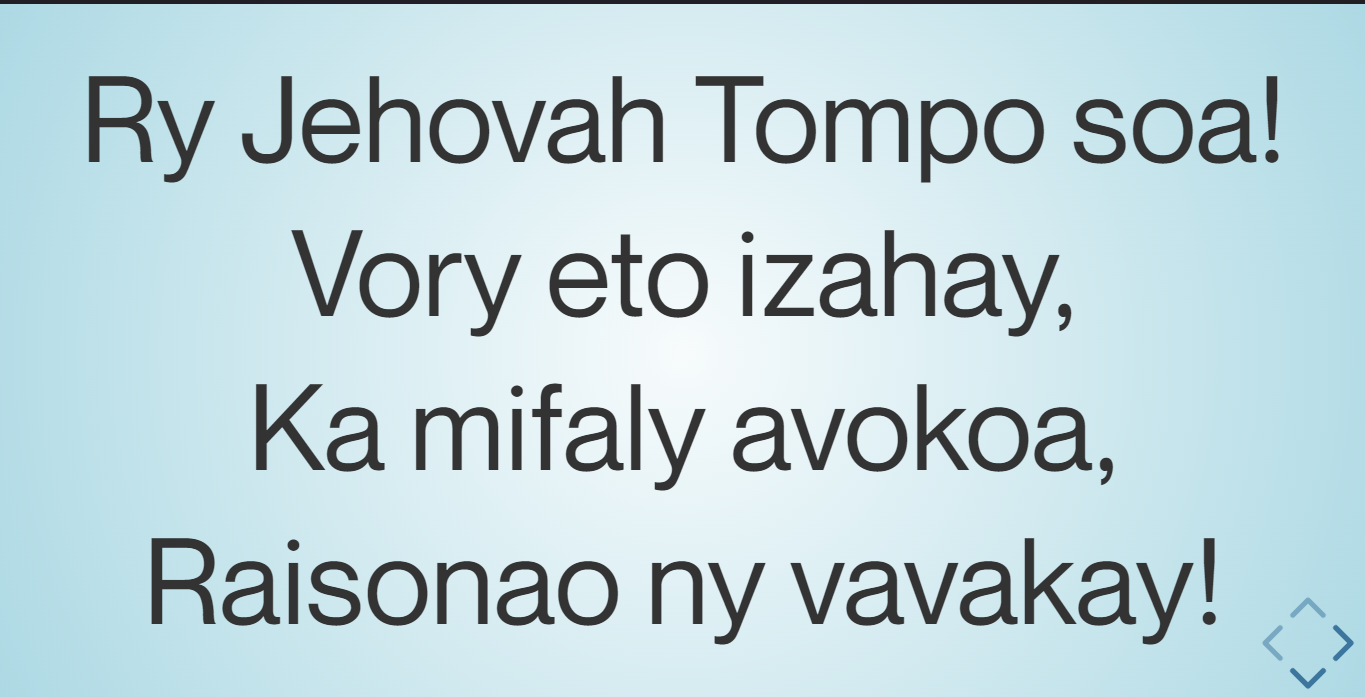 Ry Jehovah Tompo soa!
Vory eto izahay,
Ka mifaly avokoa,
Raisonao ny vavakay!